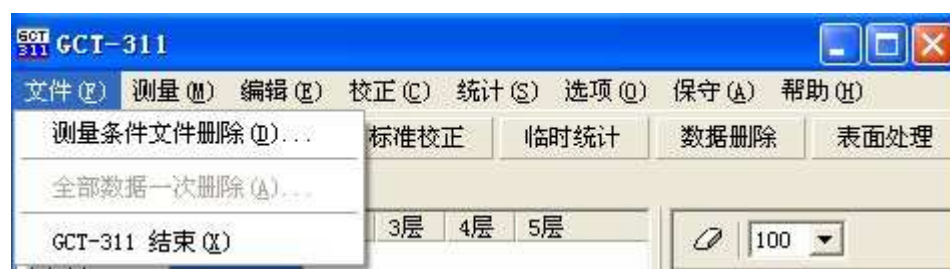 GCT 311 GCT-311
文件(F) 测量(M) 编辑(E) 校正(C) 统计(S) 选项(O) 保守(A) 帮助(H)
测量条件文件删除(D)... 标准校正 临时统计 数据删除 表面处理
全部数据一次删除(A)...
3层 4层 5层
GCT-311 结束(X) 100